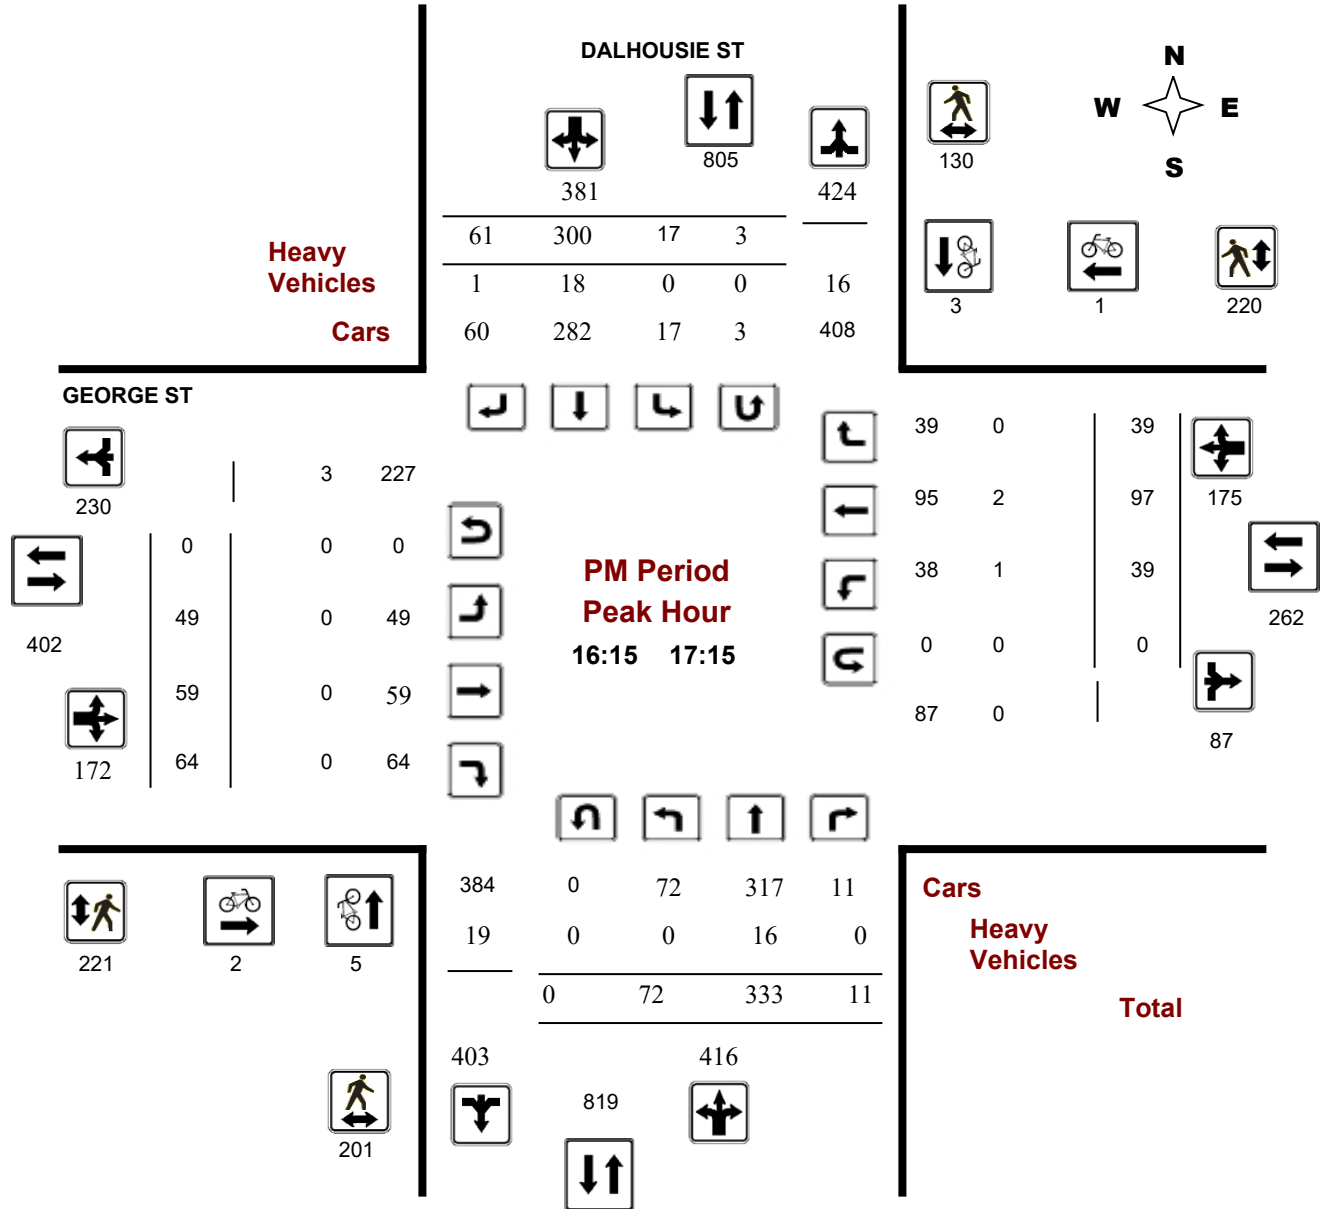 DALHOUSIE ST
N
W E
S
805
130
381 424
61 300 17 3
Heavy
Vehicles 1 18 0 0 16
Cars 60 282 17 3 408
3 1 220
GEORGE ST
39 0 39
3 227
230
95 2 97 175
0 0 0
PM Period
38 1 39
Peak Hour
49 0 49
262
402
16:15 17:15
0 0 0
59 0 59
87 0
87
172 64 0 64
384 0 72 317 11 Cars
19 0 0 16 0 Heavy
Vehicles
221 2 5
0 72 333 11 Total
403 416
819
201